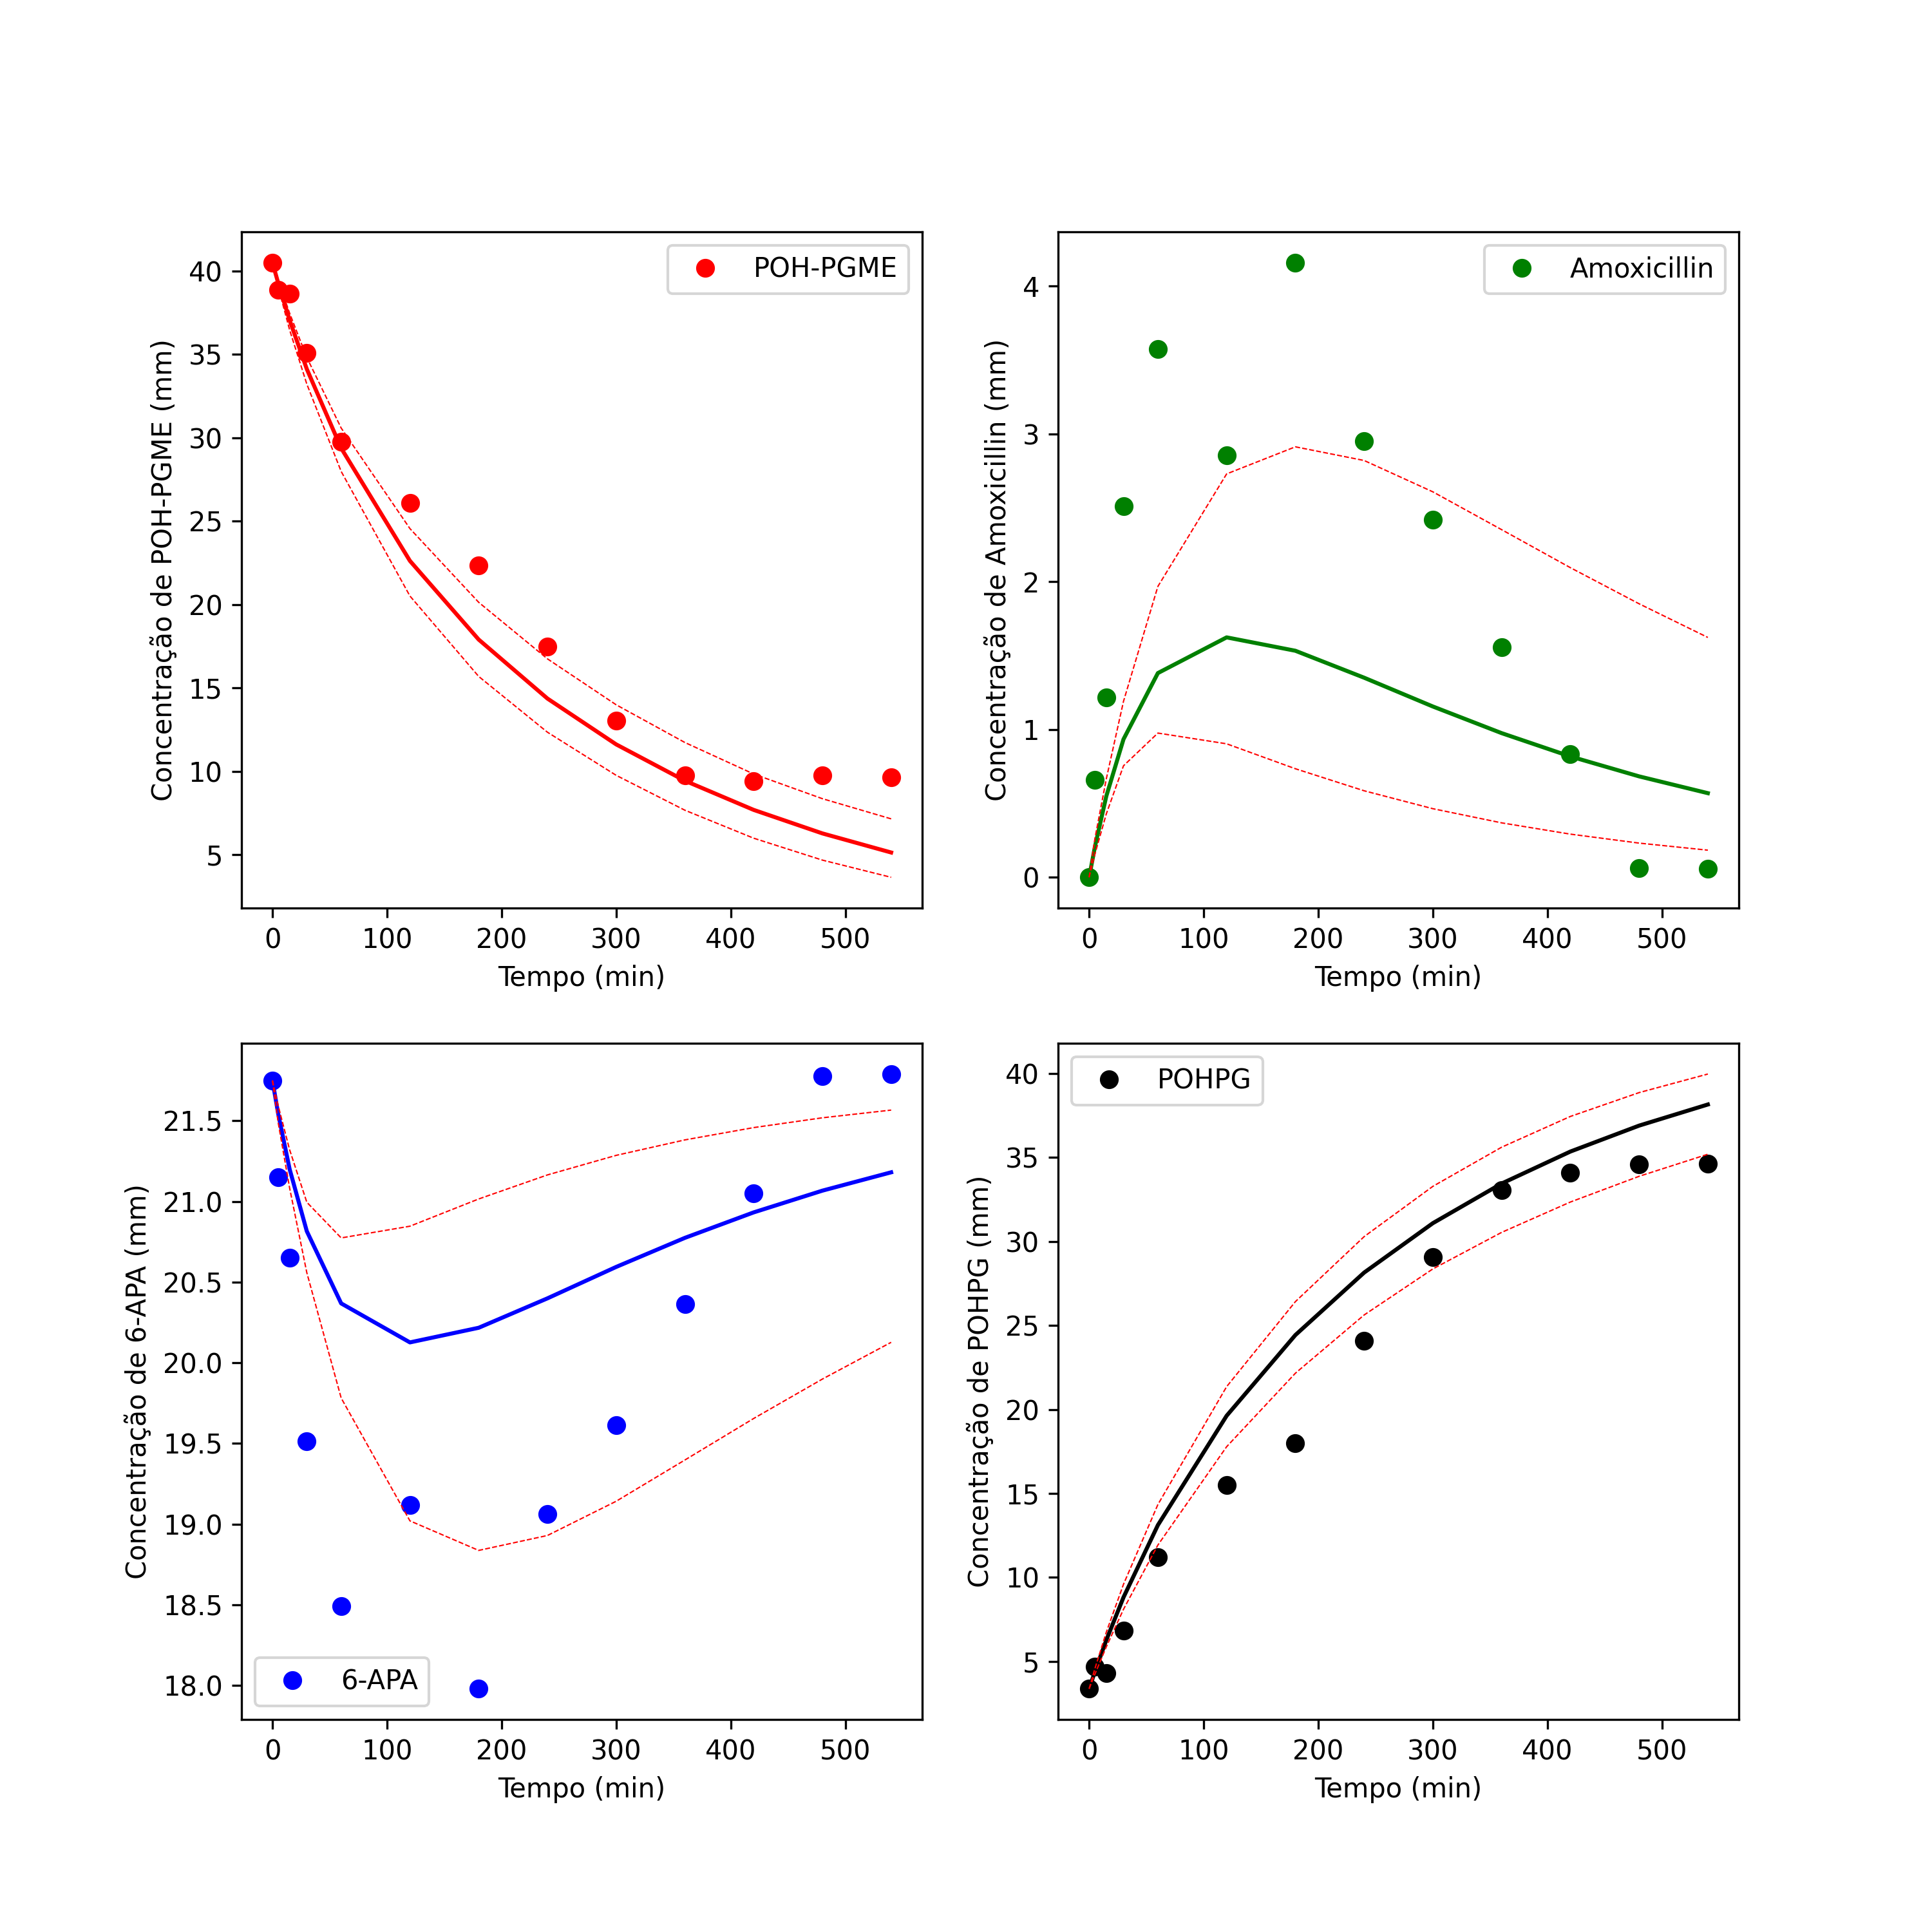 POH-PGME
Concentração de POH-PGME (mm)
40
35
30
25
20
15
10
5
0 100 200 300 400 500
Tempo (min)
Amoxicillin
Concentração de Amoxicillin (mm)
4
3
2
1
0
0 100 200 300 400 500
Tempo (min)
6-APA
Concentração de 6-APA (mm)
21.5
21.0
20.5
20.0
19.5
19.0
18.5
18.0
0 100 200 300 400 500
Tempo (min)
POHPG
Concentração de POHPG (mm)
40
35
30
25
20
15
10
5
0 100 200 300 400 500
Tempo (min)